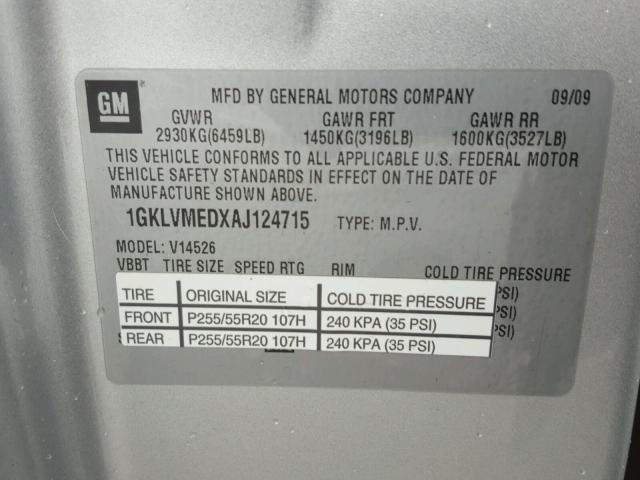 GM
MFD BY GENERAL MOTORS COMPANY 09/09
GVWR GAWR FRT GAWR RR
2930KG(6459LB) 1450KG(3196LB) 1600KG(3527LB)
THIS VEHICLE CONFORMS TO ALL APPLICABLE U.S. FEDERAL MOTOR
VEHICLE SAFETY STANDARDS IN EFFECT ON THE DATE OF
MANUFACTURE SHOWN ABOVE.
1GKLVMEDXAJ124715 TYPE: M.P.V.
MODEL: V14526
VBBT TIRE SIZE SPEED RTG RIM COLD TIRE PRESSURE
TIRE ORIGINAL SIZE COLD TIRE PRESSURE PSI)
FRONT P255/55R20 107H 240 KPA (35 PSI) PSI)
REAR P255/55R20 107H 240 KPA (35 PSI)